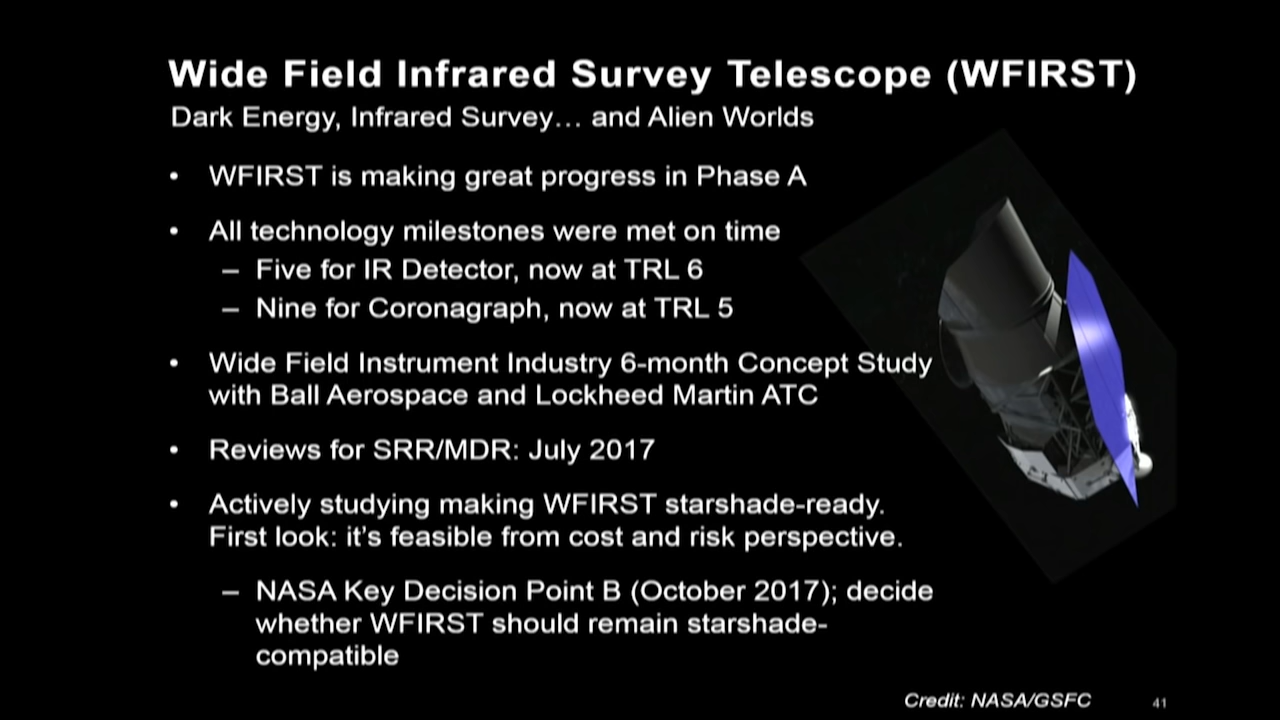 Wide Field Infrared Survey Telescope (WFIRST)
Dark Energy, Infrared Survey... and Alien Worlds
• WFIRST is making great progress in Phase A
• All technology milestones were met on time
– Five for IR Detector, now at TRL 6
– Nine for Coronagraph, now at TRL 5
• Wide Field Instrument Industry 6-month Concept Study
with Ball Aerospace and Lockheed Martin ATC
• Reviews for SRR/MDR: July 2017
• Actively studying making WFIRST starshade-ready.
First look: it's feasible from cost and risk perspective.
– NASA Key Decision Point B (October 2017); decide
whether WFIRST should remain starshade-
compatible
Credit: NASA/GSFC
41